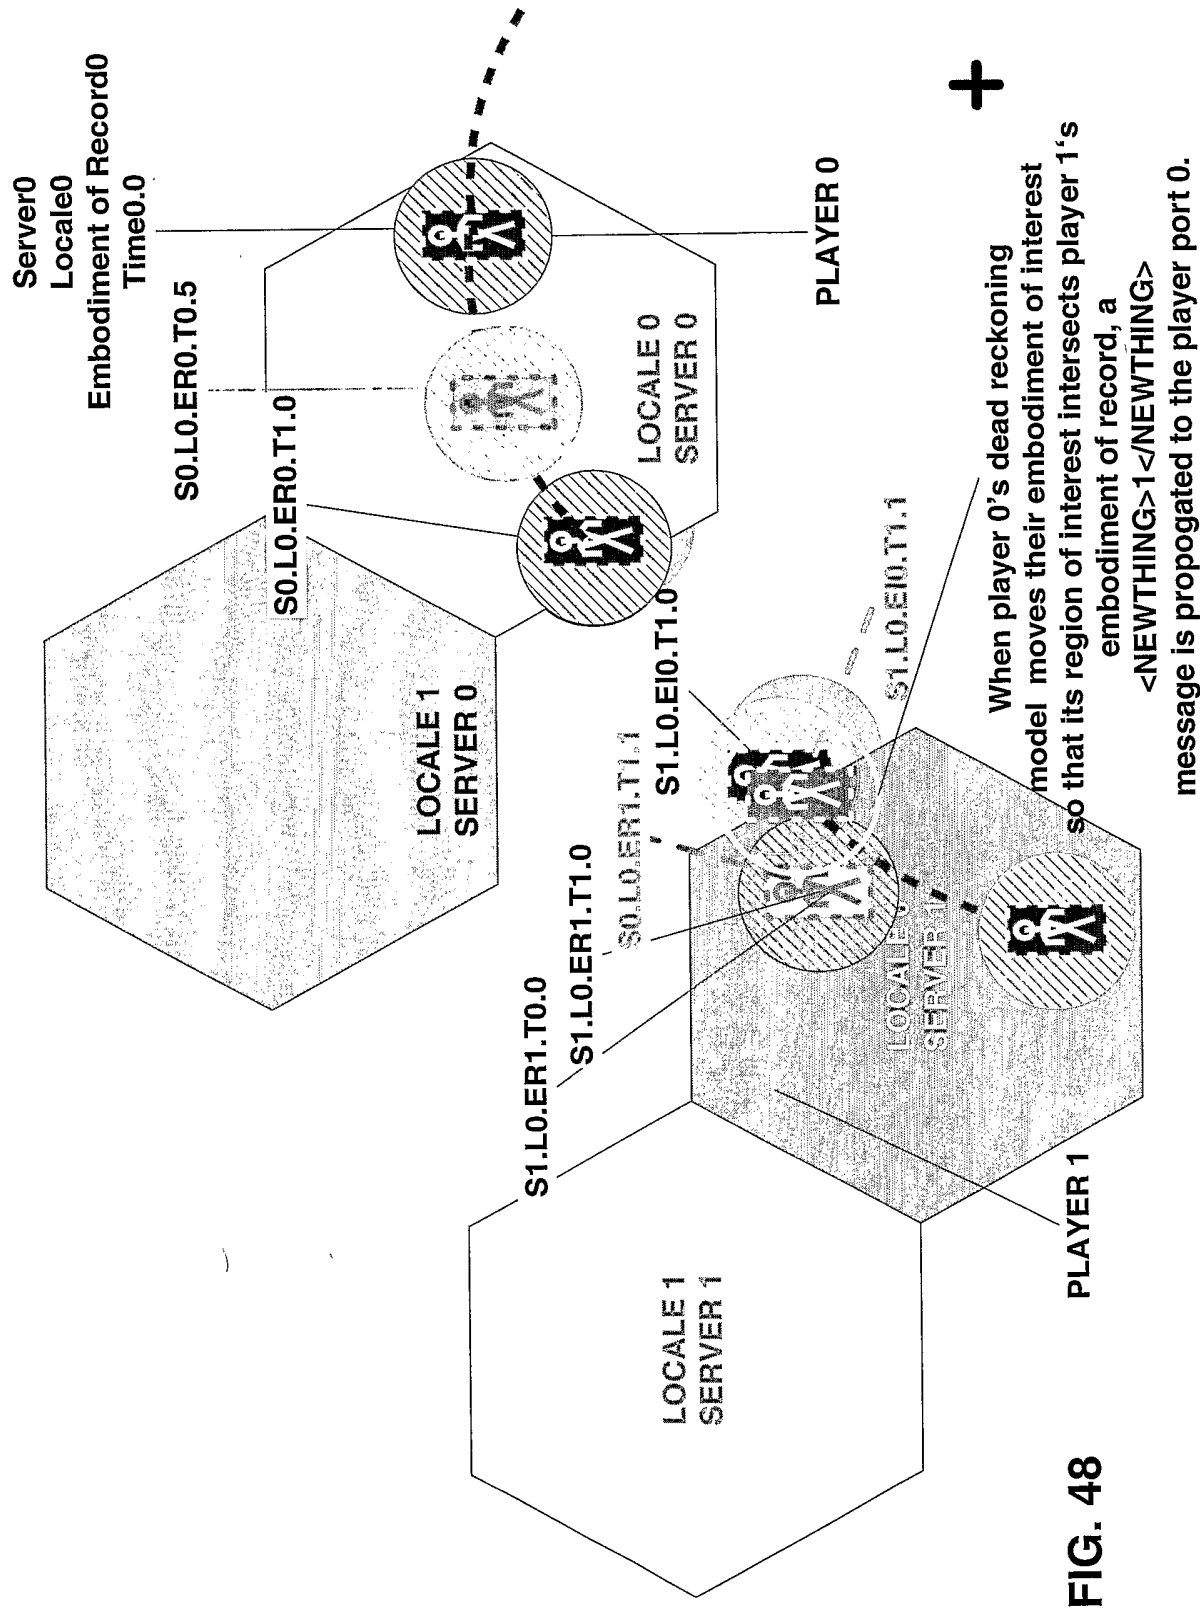 Server0
Locale0
Embodiment of Record0
Time0.0
S0.L0.ER0.T0.5
S0.L0.ER0.T1.0
LOCALE 0
SERVER 0
PLAYER 0
LOCALE 1
SERVER 0
S1.L0.EI0.T1.0
S1.L0.EI0.T1.1
S0.L0.ER1.T1.1
S1.L0.ER1.T1.0
S1.L0.ER1.T0.0
LOCALE
SERVER 1
When player 0's dead reckoning
model moves their embodiment of interest
so that its region of interest intersects player 1's
embodiment of record, a
<NEWTHING>1</NEWTHING>
message is propogated to the player port 0.
LOCALE 1
SERVER 1
PLAYER 1
FIG. 48